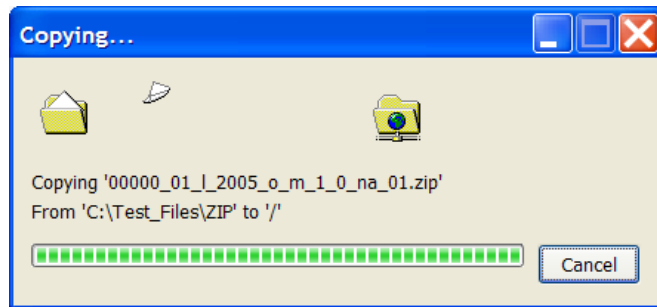 Copying...
Copying '00000_01_l_2005_o_m_1_0_na_01.zip'
From 'C:\Test_Files\ZIP' to '/'
Cancel